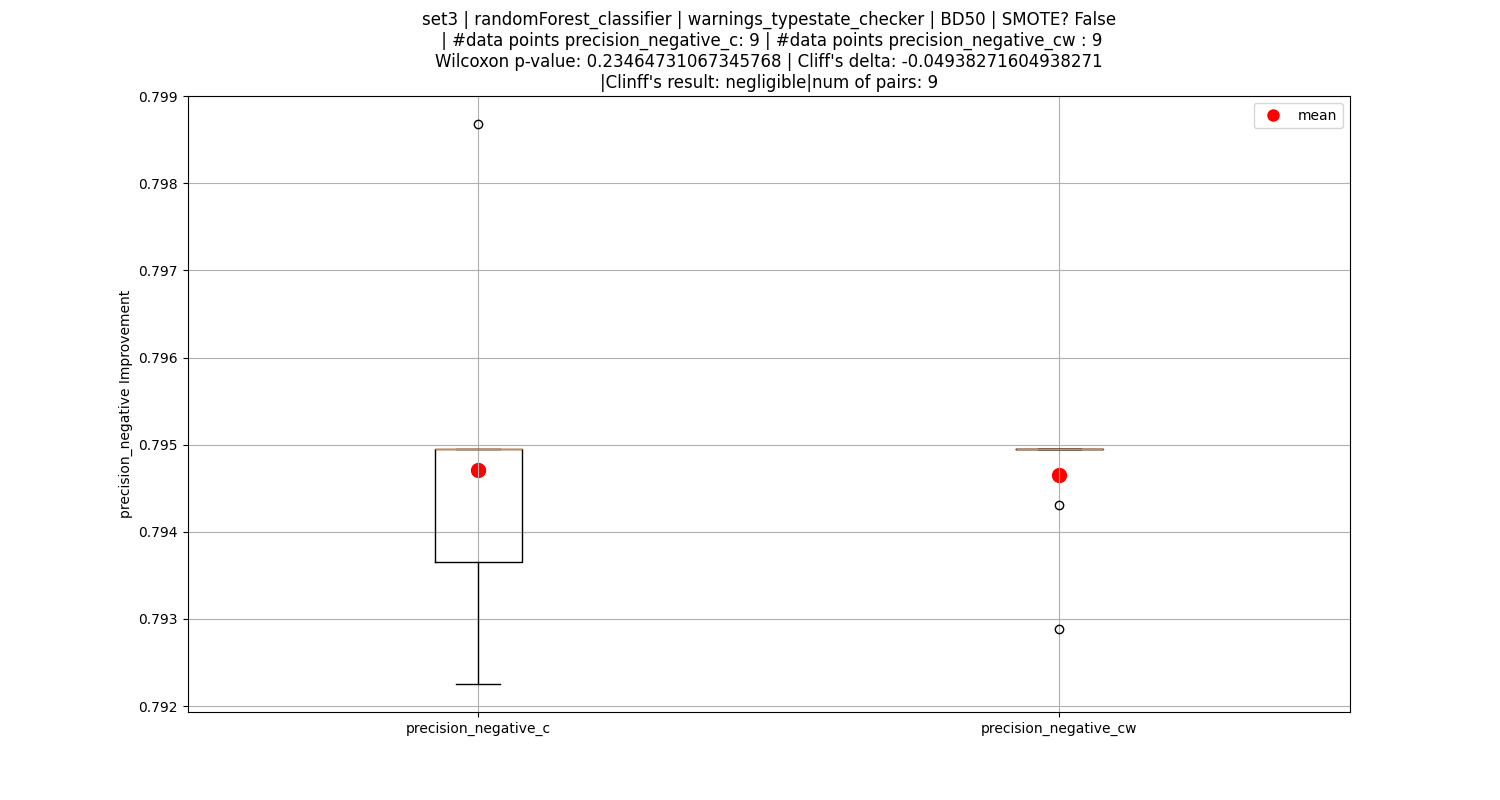 set3 | randomForest_classifier | warnings_typestate_checker | BD50 | SMOTE? False
| #data points precision_negative_c: 9 | #data points precision_negative_cw : 9
Wilcoxon p-value: 0.23464731067345768 | Cliff's delta: -0.04938271604938271
|Clinff's result: negligible|num of pairs: 9
mean
0.799
0.798
0.797
0.796
0.795
0.794
0.793
0.792
precision_negative Improvement
precision_negative_c
precision_negative_cw